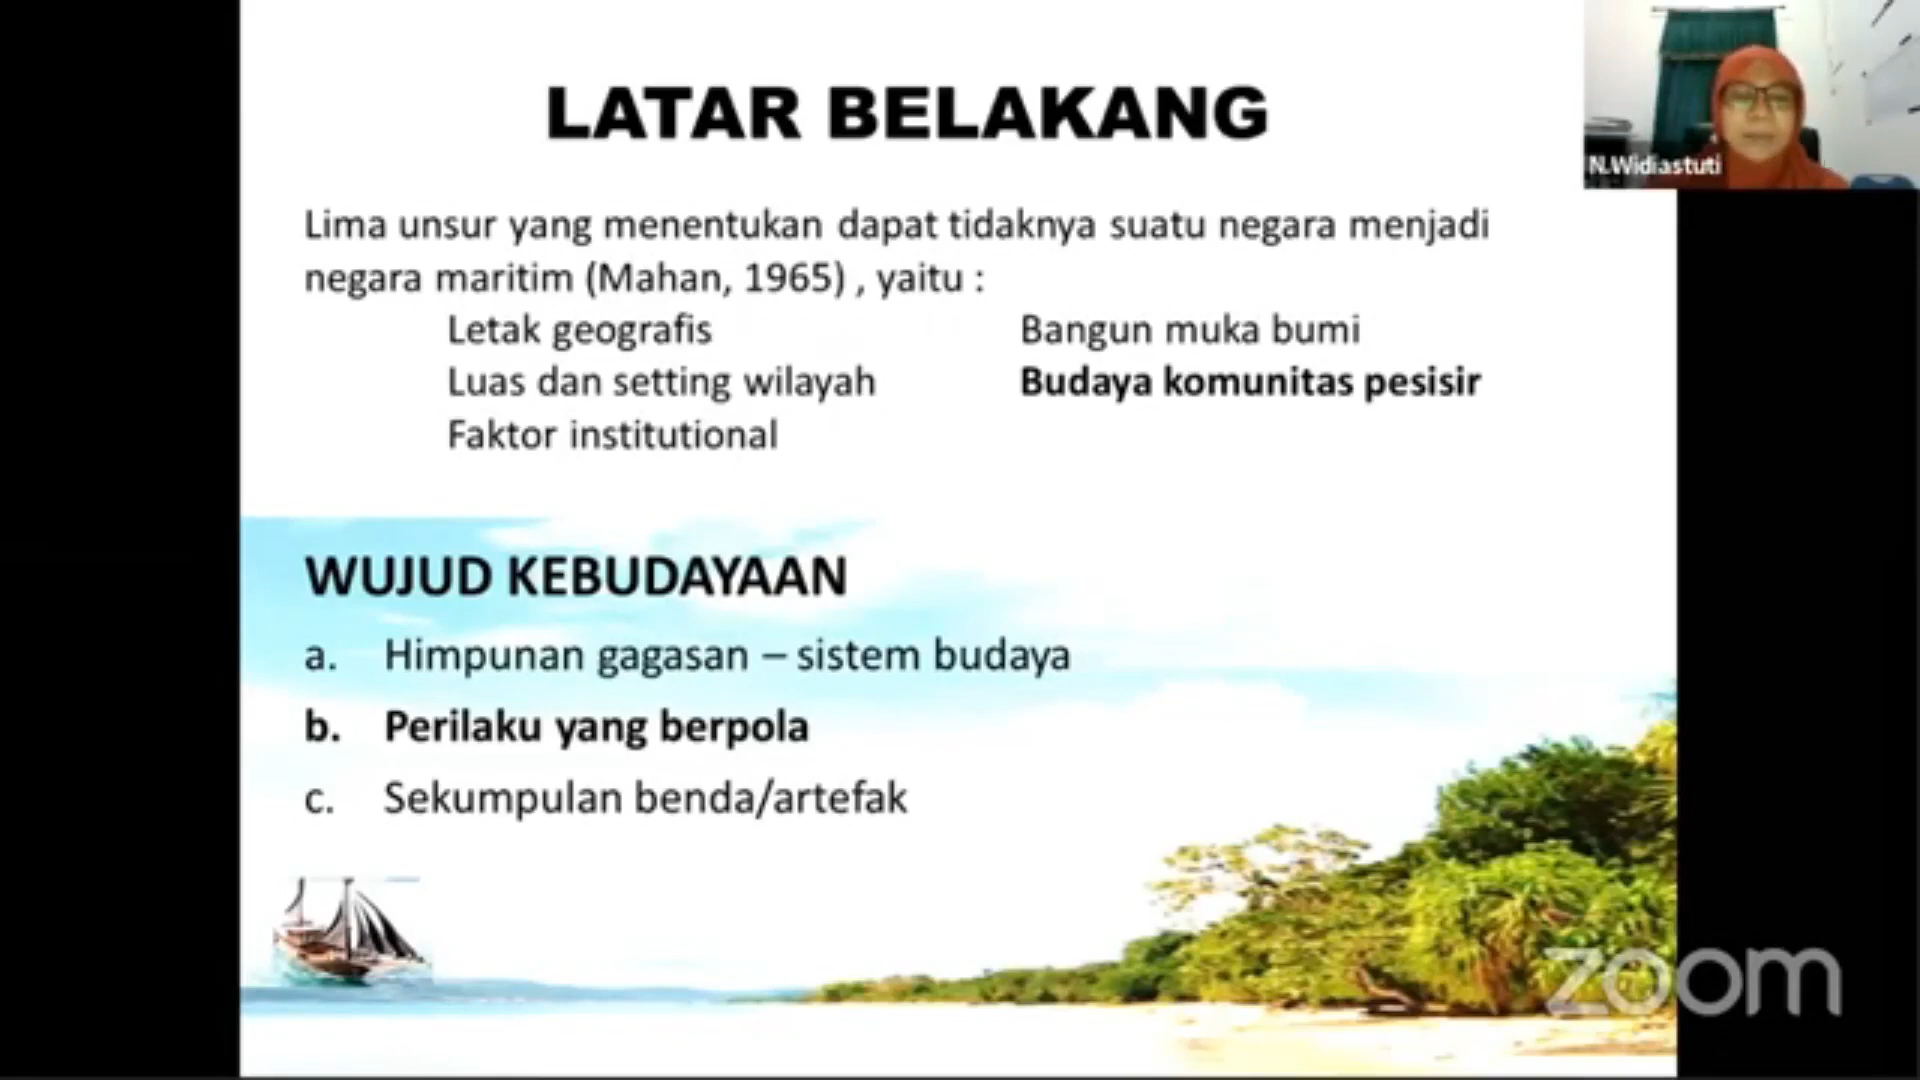 LATAR BELAKANG
N.Widiastuti
Lima unsur yang menentukan dapat tidaknya suatu negara menjadi
negara maritim (Mahan, 1965) , yaitu :
Letak geografis
Bangun muka bumi
Luas dan setting wilayah
Budaya komunitas pesisir
Faktor institutional
WUJUD KEBUDAYAAN
a. Himpunan gagasan – sistem budaya
b. Perilaku yang berpola
c. Sekumpulan benda/artefak
zoom